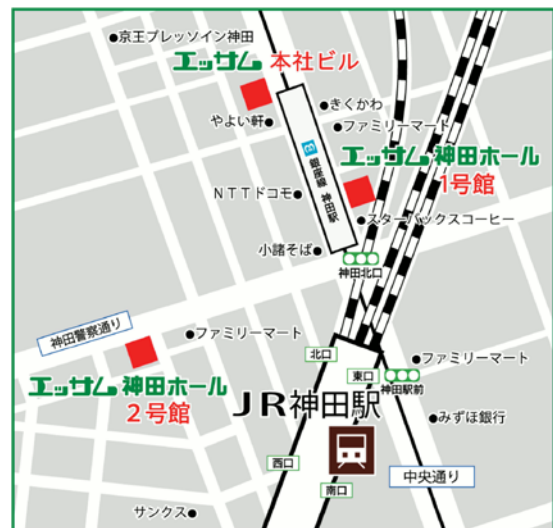 京王プレッソイン神田
エッサム 本社ビル
きくかわ
やよい軒
ファミリーマート
エッサム 神田ホール
1号館
銀座線 神田駅
NTTドコモ
スターバックスコーヒー
小諸そば
神田北口
神田警察通り
ファミリーマート
北口
ファミリーマート
東口
神田駅前
エッサム 神田ホール
2号館
JR神田駅
みずほ銀行
西口
中央通り
南口
サンクス